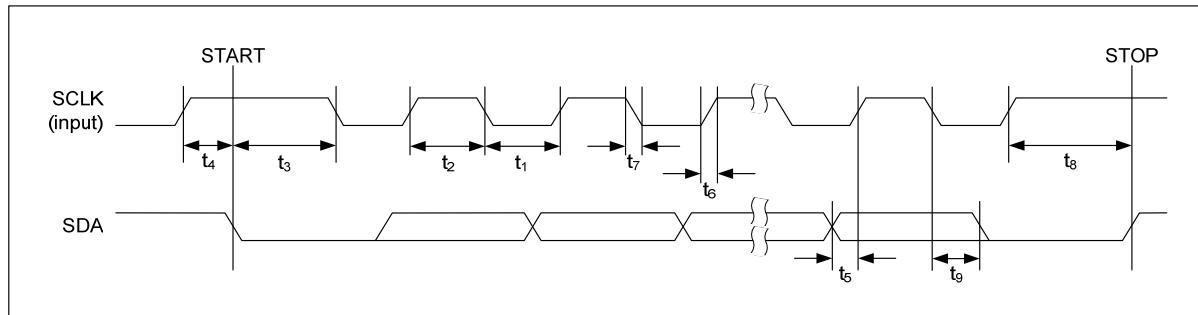 START
STOP
SCLK
(input)
t4
t3
t2
t1
t7
t6
t8
SDA
t5
t9